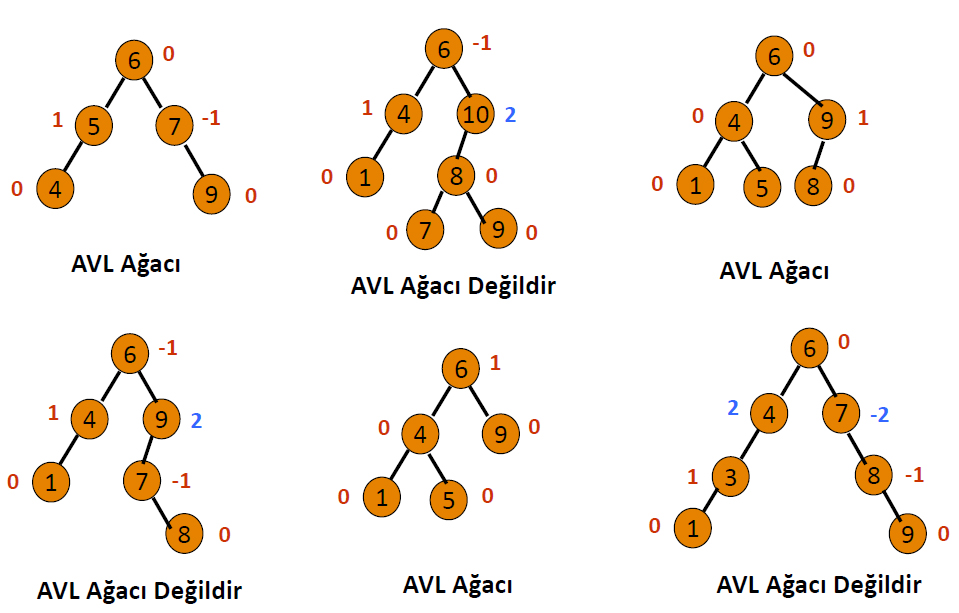 6 0
1 5 7 -1
0 4 9 0
AVL Ağacı
6 -1
1 4 10 2
0 1 8 0
0 7 9 0
AVL Ağacı Değildir
6 0
0 4 9 1
0 1 5 8 0
AVL Ağacı
6 -1
1 4 9 2
0 1 7 -1
8 0
AVL Ağacı Değildir
6 1
0 4 9 0
0 1 5 0
AVL Ağacı
6 0
2 4 7 -2
1 3 8 -1
0 1 9 0
AVL Ağacı Değildir